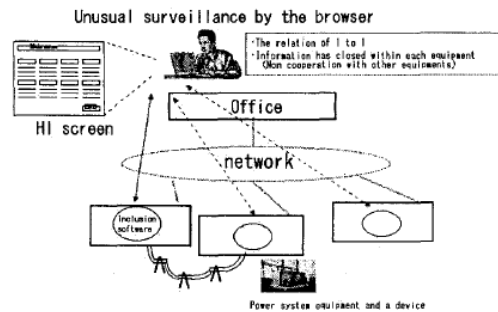 Unusual surveillance by the browser
・The relation of 1 to 1
・Information has closed within each equipment
(Non cooperation with other equipments)
HI screen
Office
network
Inclusion
software
Power system equipment and a device